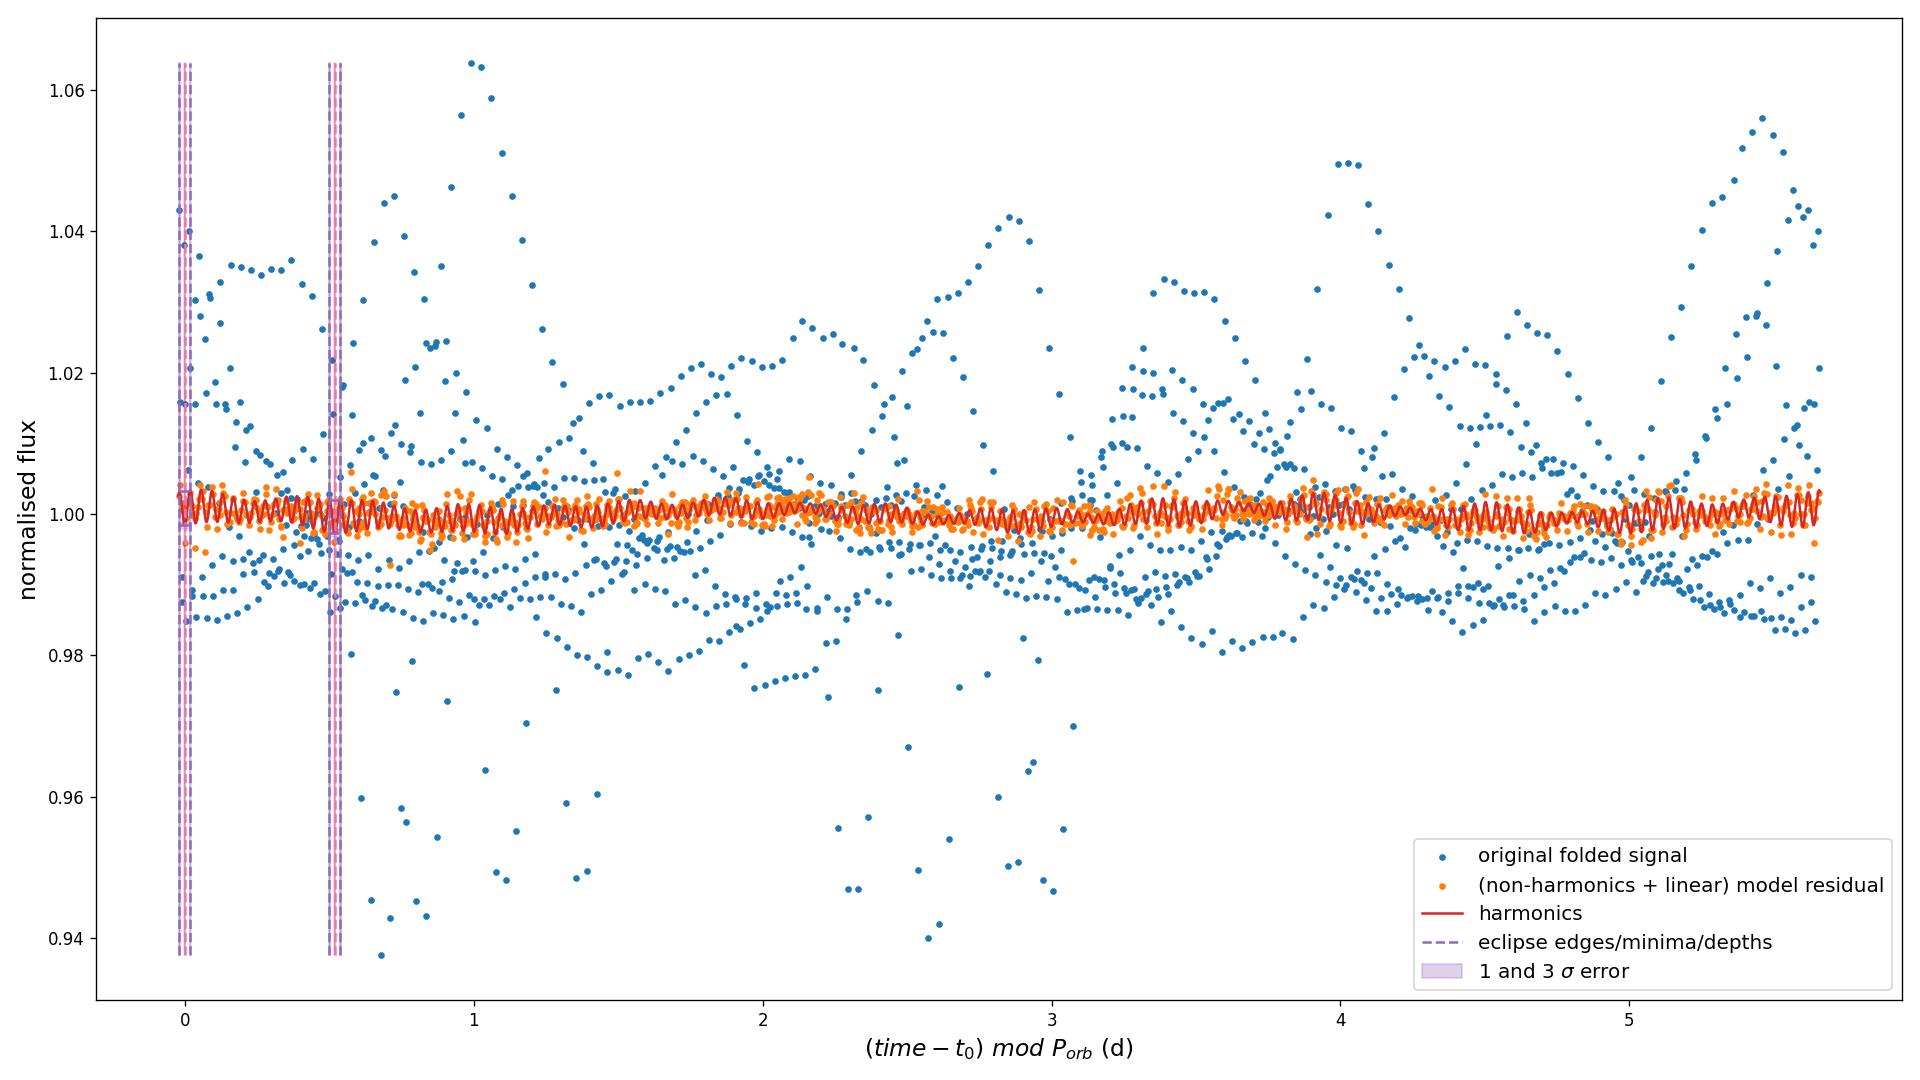 normalised flux
1.06
1.04
1.02
1.00
0.98
0.96
0.94
0
1
2
3
4
5
(time − t₀) mod P_orb (d)
original folded signal
(non-harmonics + linear) model residual
harmonics
eclipse edges/minima/depths
1 and 3 σ error